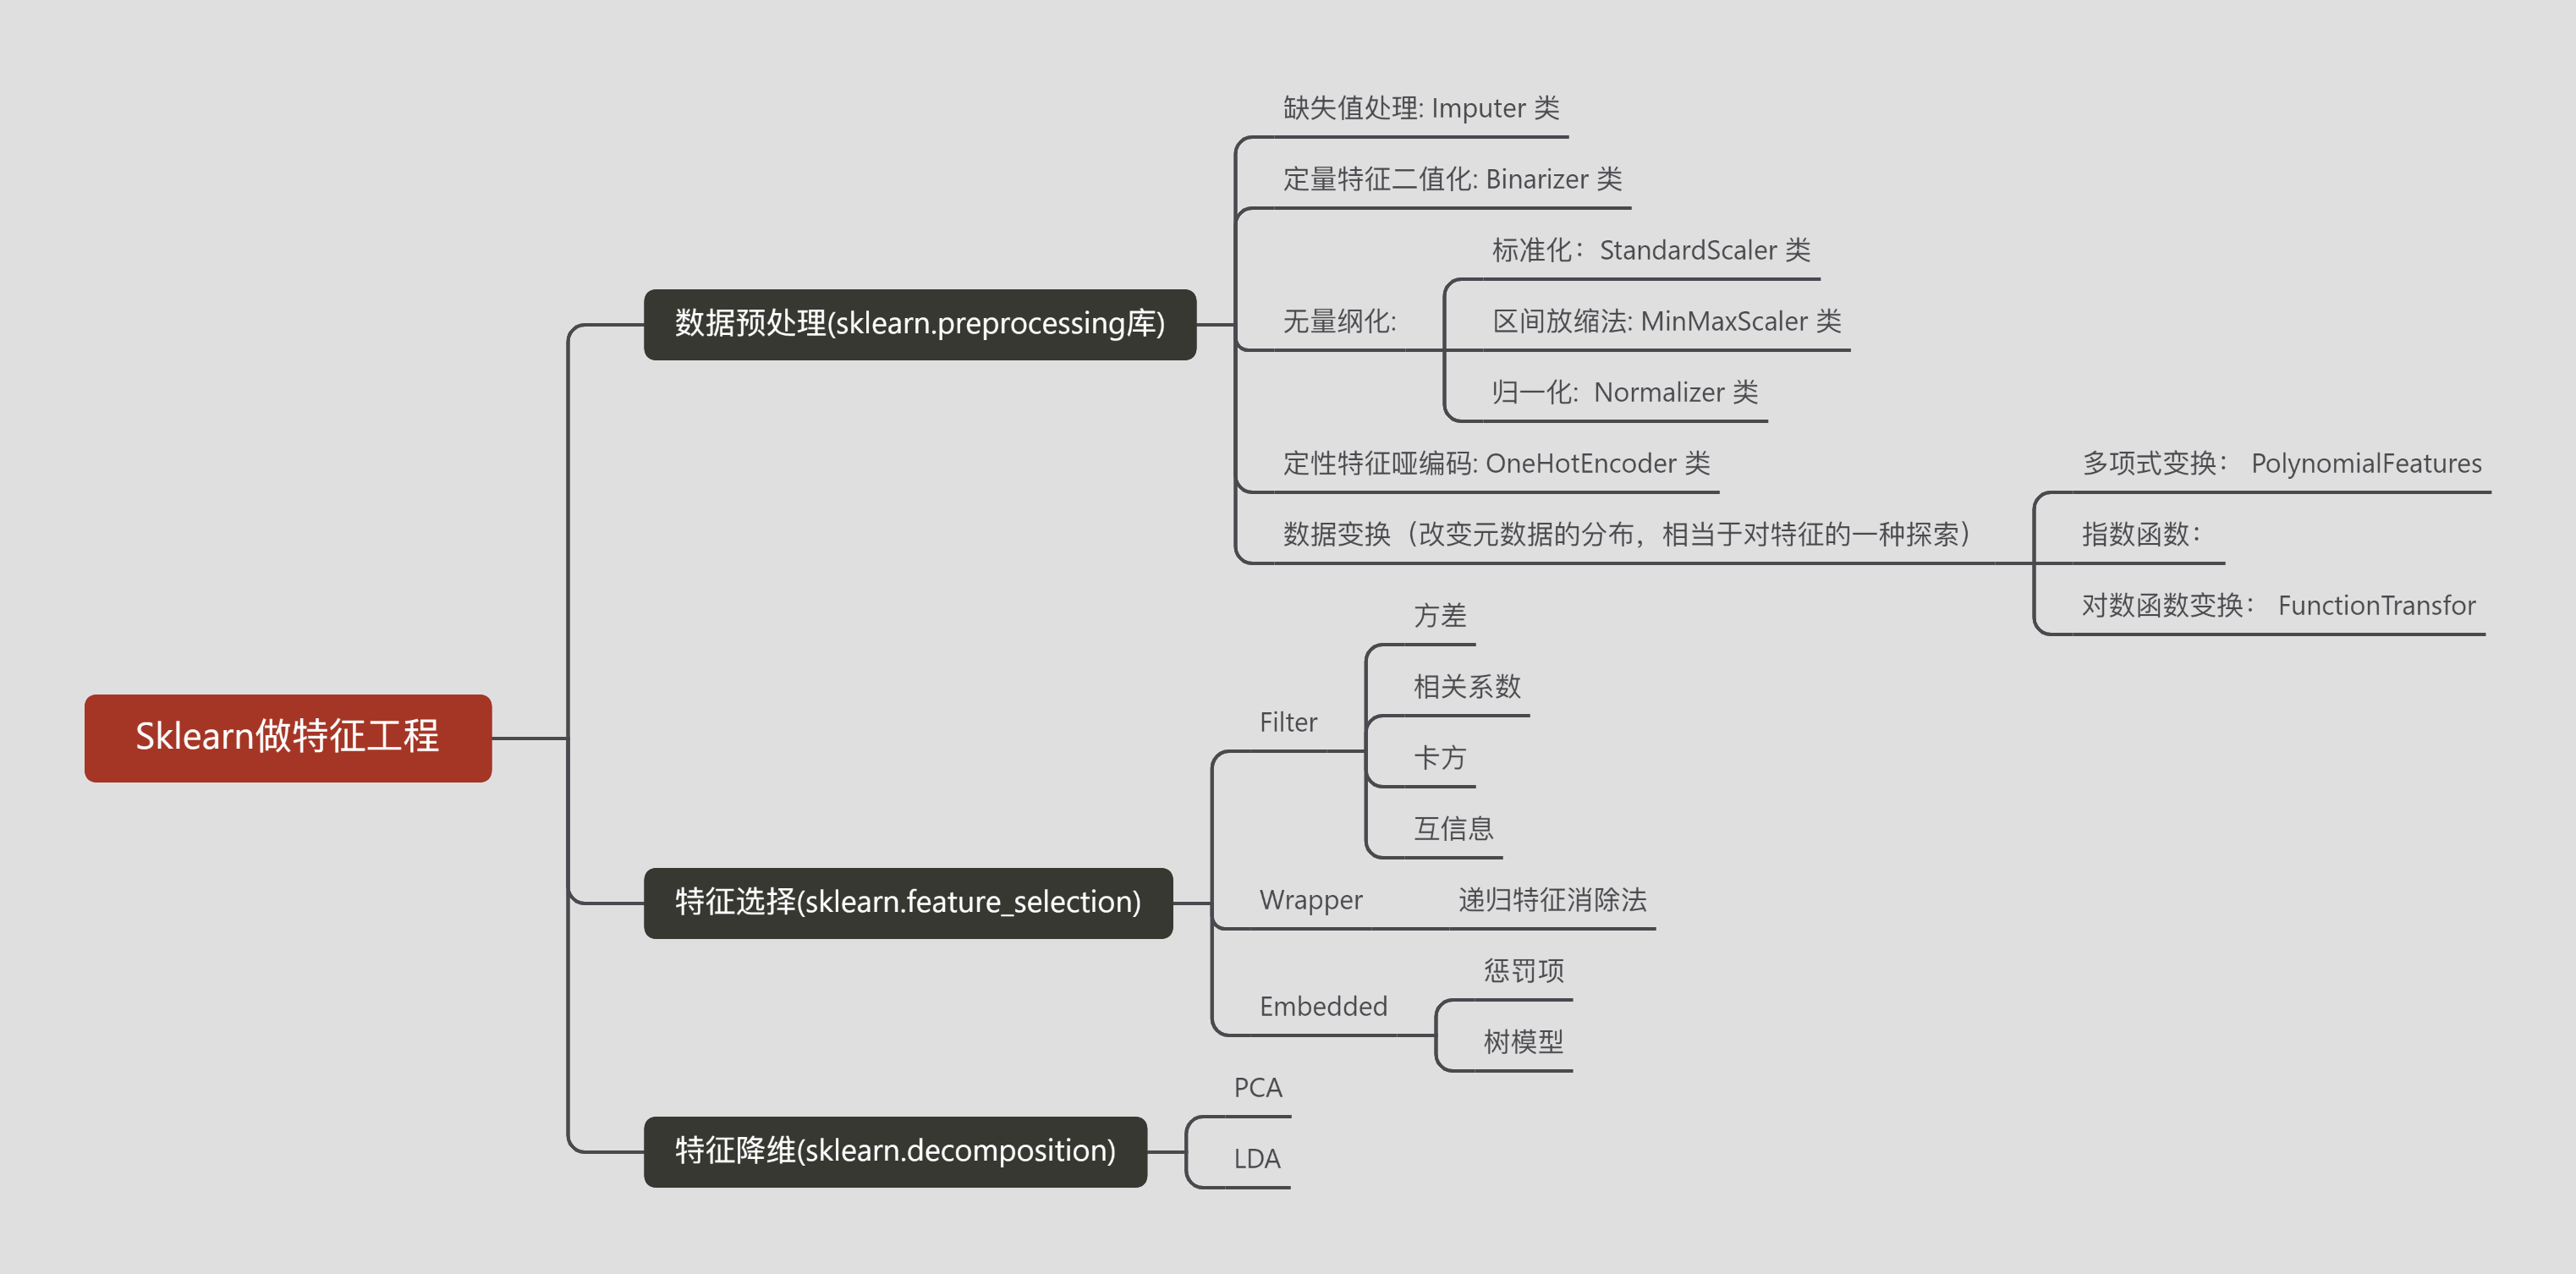 Sklearn做特征工程
数据预处理(sklearn.preprocessing库)
缺失值处理: Imputer 类
定量特征二值化: Binarizer 类
无量纲化:
标准化：StandardScaler 类
区间放缩法: MinMaxScaler 类
归一化:  Normalizer 类
定性特征哑编码: OneHotEncoder 类
数据变换（改变元数据的分布，相当于对特征的一种探索）
多项式变换： PolynomialFeatures
指数函数：
对数函数变换： FunctionTransfor
特征选择(sklearn.feature_selection)
Filter
方差
相关系数
卡方
互信息
Wrapper
递归特征消除法
Embedded
惩罚项
树模型
特征降维(sklearn.decomposition)
PCA
LDA